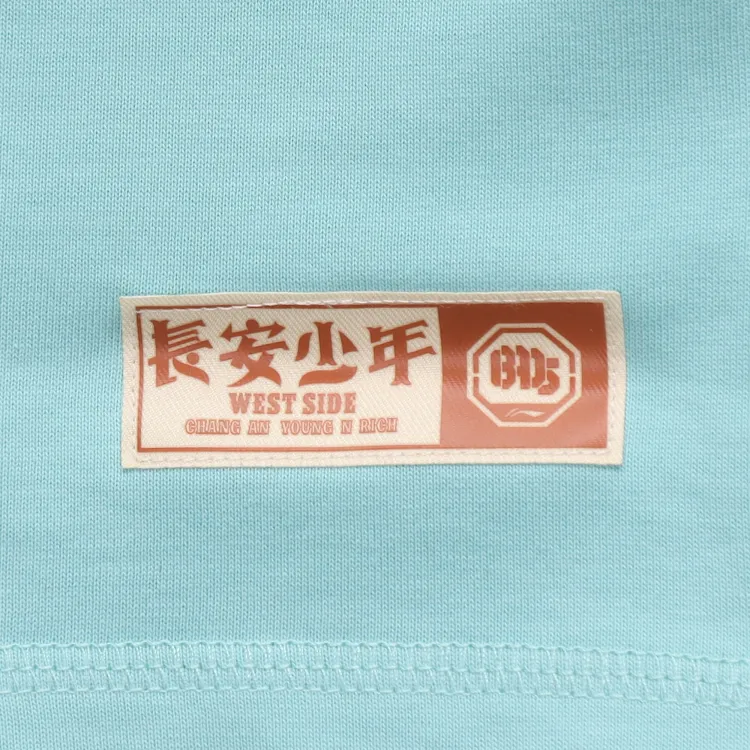 長安少年
WEST SIDE
CHANG AN YOUNG N RICH
BD5